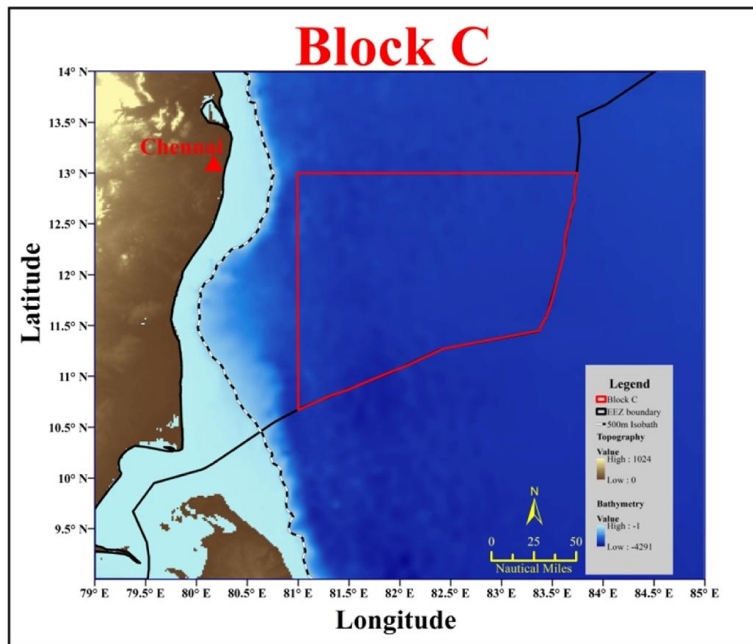 Block C
14° N
13.5° N
Chennai
13° N
12.5° N
12° N
11.5° N
11° N
10.5° N
10° N
9.5° N
Latitude
Legend
Block C
EEZ boundary
500m Isobath
Topography
Value
High : 1024
Low : 0
Bathymetry
Value
High : -1
Low : -4291
N
0 25 50
Nautical Miles
79° E 79.5° E 80° E 80.5° E 81° E 81.5° E 82° E 82.5° E 83° E 83.5° E 84° E 84.5° E 85° E
Longitude